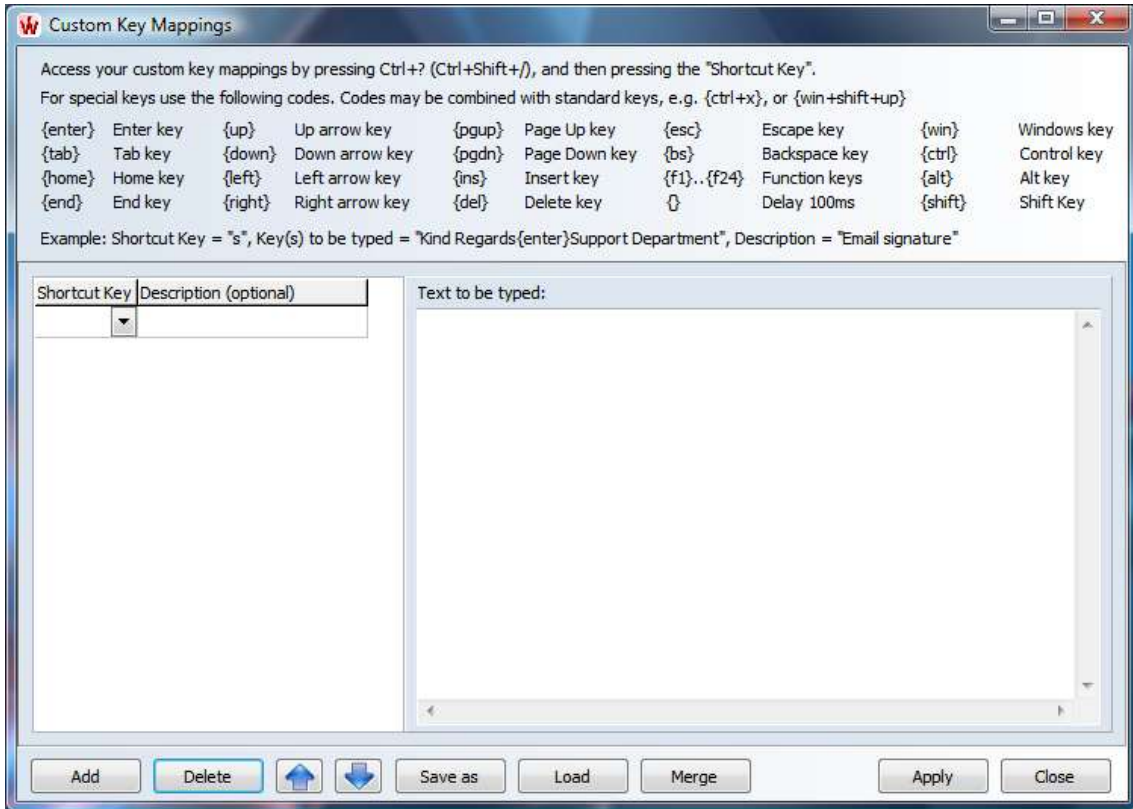 Custom Key Mappings
Access your custom key mappings by pressing Ctrl+? (Ctrl+Shift+/), and then pressing the "Shortcut Key".
For special keys use the following codes. Codes may be combined with standard keys, e.g. {ctrl+x}, or {win+shift+up}
{enter} Enter key {up} Up arrow key {pgup} Page Up key {esc} Escape key {win} Windows key
{tab} Tab key {down} Down arrow key {pgdn} Page Down key {bs} Backspace key {ctrl} Control key
{home} Home key {left} Left arrow key {ins} Insert key {f1}..{f24} Function keys {alt} Alt key
{end} End key {right} Right arrow key {del} Delete key {} Delay 100ms {shift} Shift Key
Example: Shortcut Key = "s", Key(s) to be typed = "Kind Regards{enter}Support Department", Description = "Email signature"
Shortcut Key Description (optional) Text to be typed:
Add Delete Save as Load Merge Apply Close